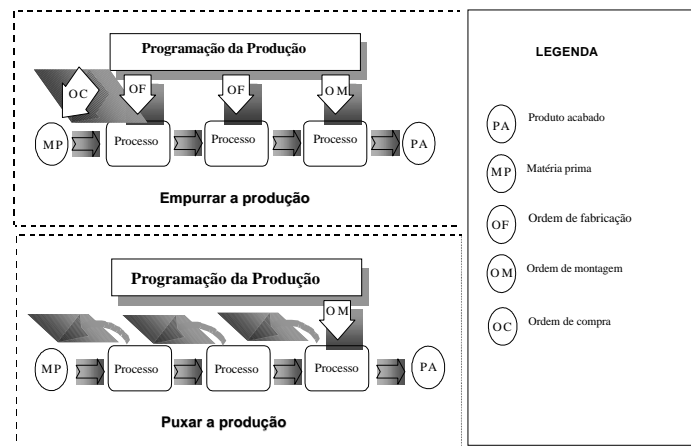 Programação da Produção
OC
OF
OF
OM
MP
Processo
Processo
Processo
PA
Empurrar a produção
Programação da Produção
OM
MP
Processo
Processo
Processo
PA
Puxar a produção
LEGENDA
PA Produto acabado
MP Matéria prima
OF Ordem de fabricação
OM Ordem de montagem
OC Ordem de compra